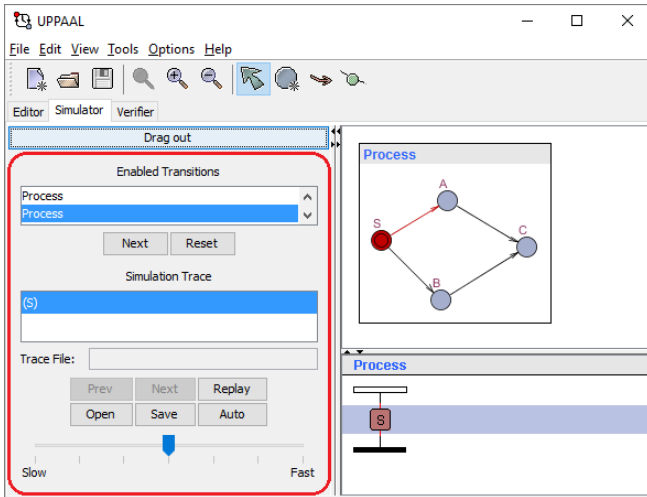 UPPAAL
File Edit View Tools Options Help
Editor Simulator Verifier
Drag out
Enabled Transitions
Process
Process
Next Reset
Simulation Trace
(S)
Trace File:
Prev Next Replay
Open Save Auto
Slow Fast
Process
A
S
C
B
Process
S